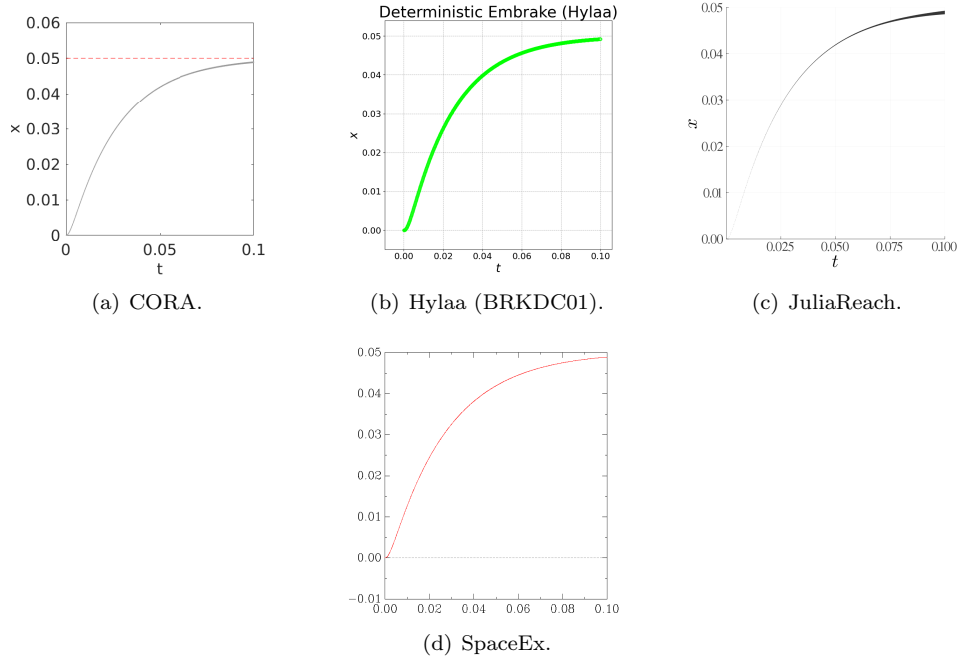 0.06
0.05
0.04
0.03
0.02
0.01
0
x
0 0.05 0.1
t
(a) CORA.
Deterministic Embrake (Hylaa)
0.05
0.04
0.03
0.02
0.01
0.00
x
0.00 0.02 0.04 0.06 0.08 0.10
t
(b) Hylaa (BRKDC01).
0.05
0.04
0.03
0.02
0.01
0.00
x
0.025 0.050 0.075 0.100
t
(c) JuliaReach.
0.05
0.04
0.03
0.02
0.01
0.00
−0.01
0.00 0.02 0.04 0.06 0.08 0.10
(d) SpaceEx.